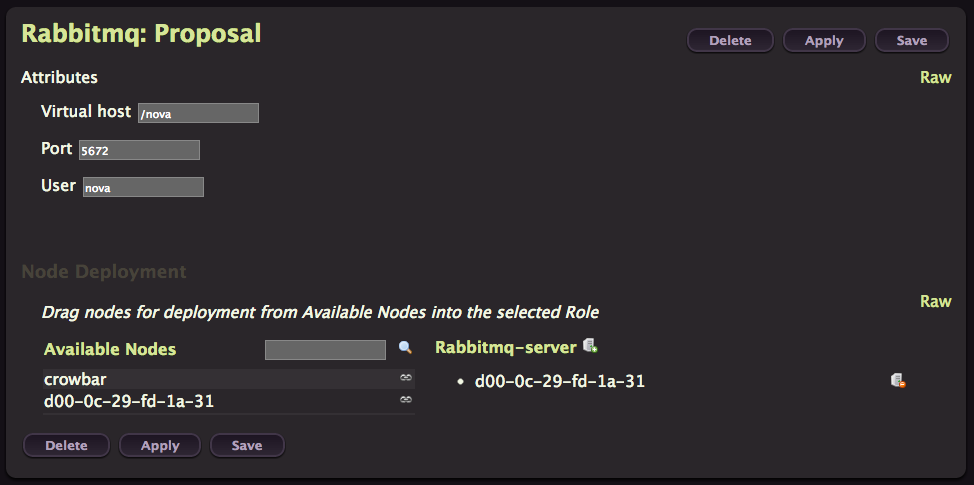 Rabbitmq: Proposal
Delete Apply Save
Attributes Raw
Virtual host /nova
Port 5672
User nova
Node Deployment
Raw
Drag nodes for deployment from Available Nodes into the selected Role
Available Nodes
crowbar
d00-0c-29-fd-1a-31
Rabbitmq-server
• d00-0c-29-fd-1a-31
Delete Apply Save